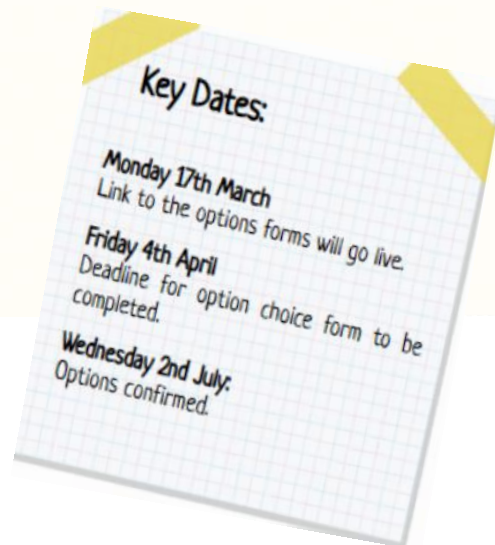 Key Dates:
Monday 17th March
Link to the options forms will go live.
Friday 4th April
Deadline for option choice form to be
completed.
Wednesday 2nd July:
Options confirmed.